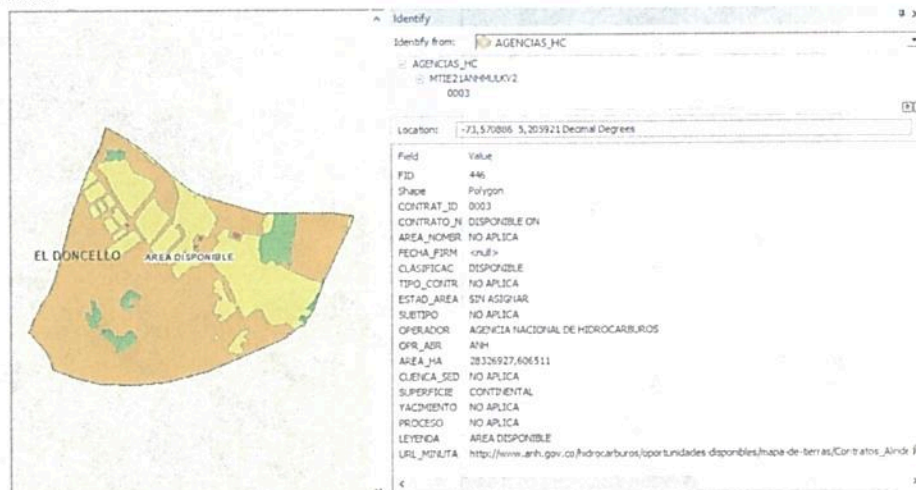 EL DONCELLO
AREA DISPONIBLE
Identify
Identify from: AGENCIAS_HC
AGENCIAS_HC
0003
Location: -73,570886 5,205921 Decimal Degrees
Field Value
FID 446
Shape Polygon
CONTRAT_ID 0003
CONTRATO_N DISPONIBLE ON
AREA_NOMBR NO APLICA
FECHA_FIRM <null>
CLASIFICAC DISPONIBLE
TIPO_CONTR NO APLICA
ESTAD_AREA SIN ASIGNAR
SUBTIPO NO APLICA
OPERADOR AGENCIA NACIONAL DE HIDROCARBUROS
OPR_ABR ANH
AREA_HA 28326927,606511
CUENCA_SED NO APLICA
SUPERFICIE CONTINENTAL
YACIMIENTO NO APLICA
PROCESO NO APLICA
LEYENDA AREA DISPONIBLE
URL_MINUTA http://www.anh.gov.co/hidrocarburos/oportunidades-disponibles/mapa-de-tierras/Contratos_